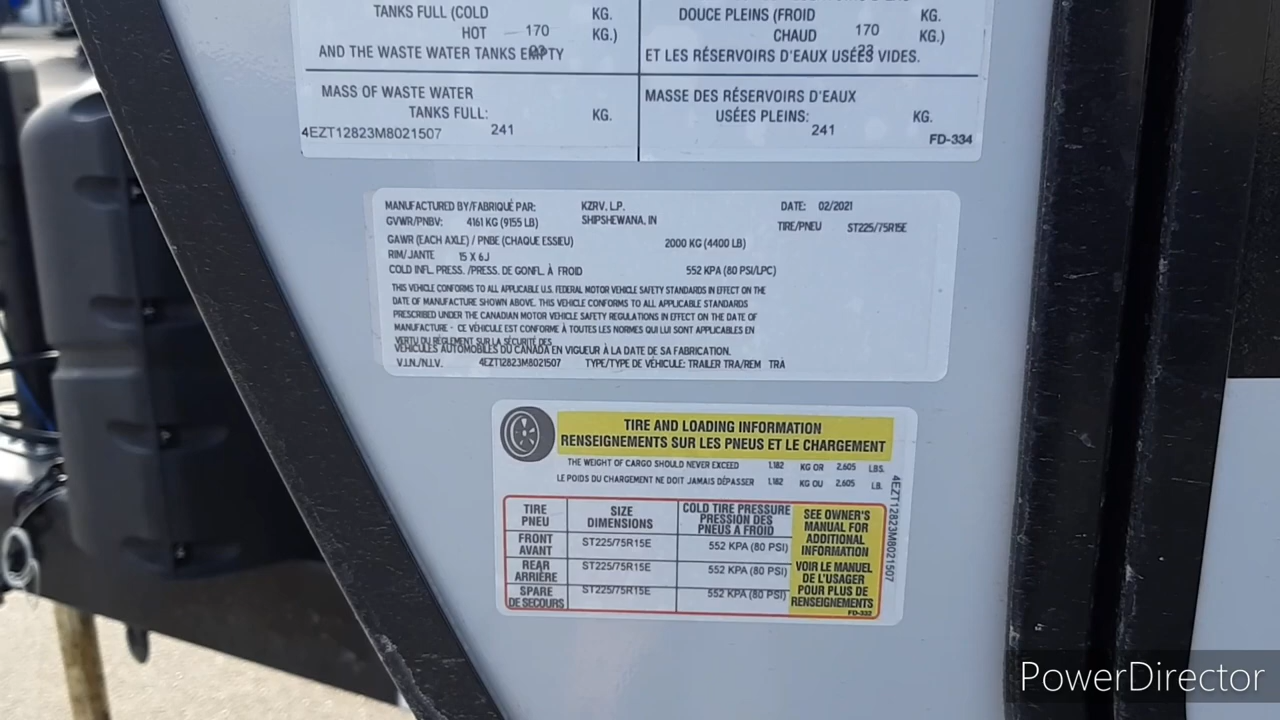 TANKS FULL (COLD KG.
HOT 170 KG.)
AND THE WASTE WATER TANKS EMPTY
MASS OF WASTE WATER
TANKS FULL: KG.
4EZT12823M8021507 241
DOUCE PLEINS (FROID KG.
CHAUD 170 KG.)
23
ET LES RÉSERVOIRS D'EAUX USÉES VIDES.
MASSE DES RÉSERVOIRS D'EAUX
USÉES PLEINS: KG.
241
FD-334
MANUFACTURED BY/FABRIQUÉ PAR: KZRV, L.P. DATE: 02/2021
GVWR/PNBV: 4161 KG (9155 LB) SHIPSHEWANA, IN TIRE/PNEU ST225/75R15E
GAWR (EACH AXLE) / PNBE (CHAQUE ESSIEU) 2000 KG (4400 LB)
RIM/JANTE 15 X 6J
COLD INFL. PRESS. /PRESS. DE GONFL. À FROID 552 KPA (80 PSI/LPC)
THIS VEHICLE CONFORMS TO ALL APPLICABLE U.S. FEDERAL MOTOR VEHICLE SAFETY STANDARDS IN EFFECT ON THE
DATE OF MANUFACTURE SHOWN ABOVE. THIS VEHICLE CONFORMS TO ALL APPLICABLE STANDARDS
PRESCRIBED UNDER THE CANADIAN MOTOR VEHICLE SAFETY REGULATIONS IN EFFECT ON THE DATE OF
MANUFACTURE - CE VÉHICULE EST CONFORME À TOUTES LES NORMES QUI LUI SONT APPLICABLES EN
VERTU DU RÈGLEMENT SUR LA SÉCURITÉ DES
VÉHICULES AUTOMOBILES DU CANADA EN VIGUEUR À LA DATE DE SA FABRICATION.
V.I.N./N.I.V. 4EZT12823M8021507 TYPE/TYPE DE VÉHICULE: TRAILER TRA/REM TRA
TIRE AND LOADING INFORMATION
RENSEIGNEMENTS SUR LES PNEUS ET LE CHARGEMENT
THE WEIGHT OF CARGO SHOULD NEVER EXCEED 1,182 KG OR 2,605 LBS.
LE POIDS DU CHARGEMENT NE DOIT JAMAIS DÉPASSER 1,182 KG OU 2,605 LB.
TIRE
PNEU
SIZE
DIMENSIONS
COLD TIRE PRESSURE
PRESSION DES
PNEUS A FROID
FRONT
AVANT
ST225/75R15E 552 KPA (80 PSI)
REAR
ARRIÈRE
ST225/75R15E 552 KPA (80 PSI)
SPARE
DE SECOURS
ST225/75R15E 552 KPA (80 PSI)
SEE OWNER'S
MANUAL FOR
ADDITIONAL
INFORMATION
VOIR LE MANUEL
DE L'USAGER
POUR PLUS DE
RENSEIGNEMENTS
FD-332
4EZT12823M8021507
PowerDirector